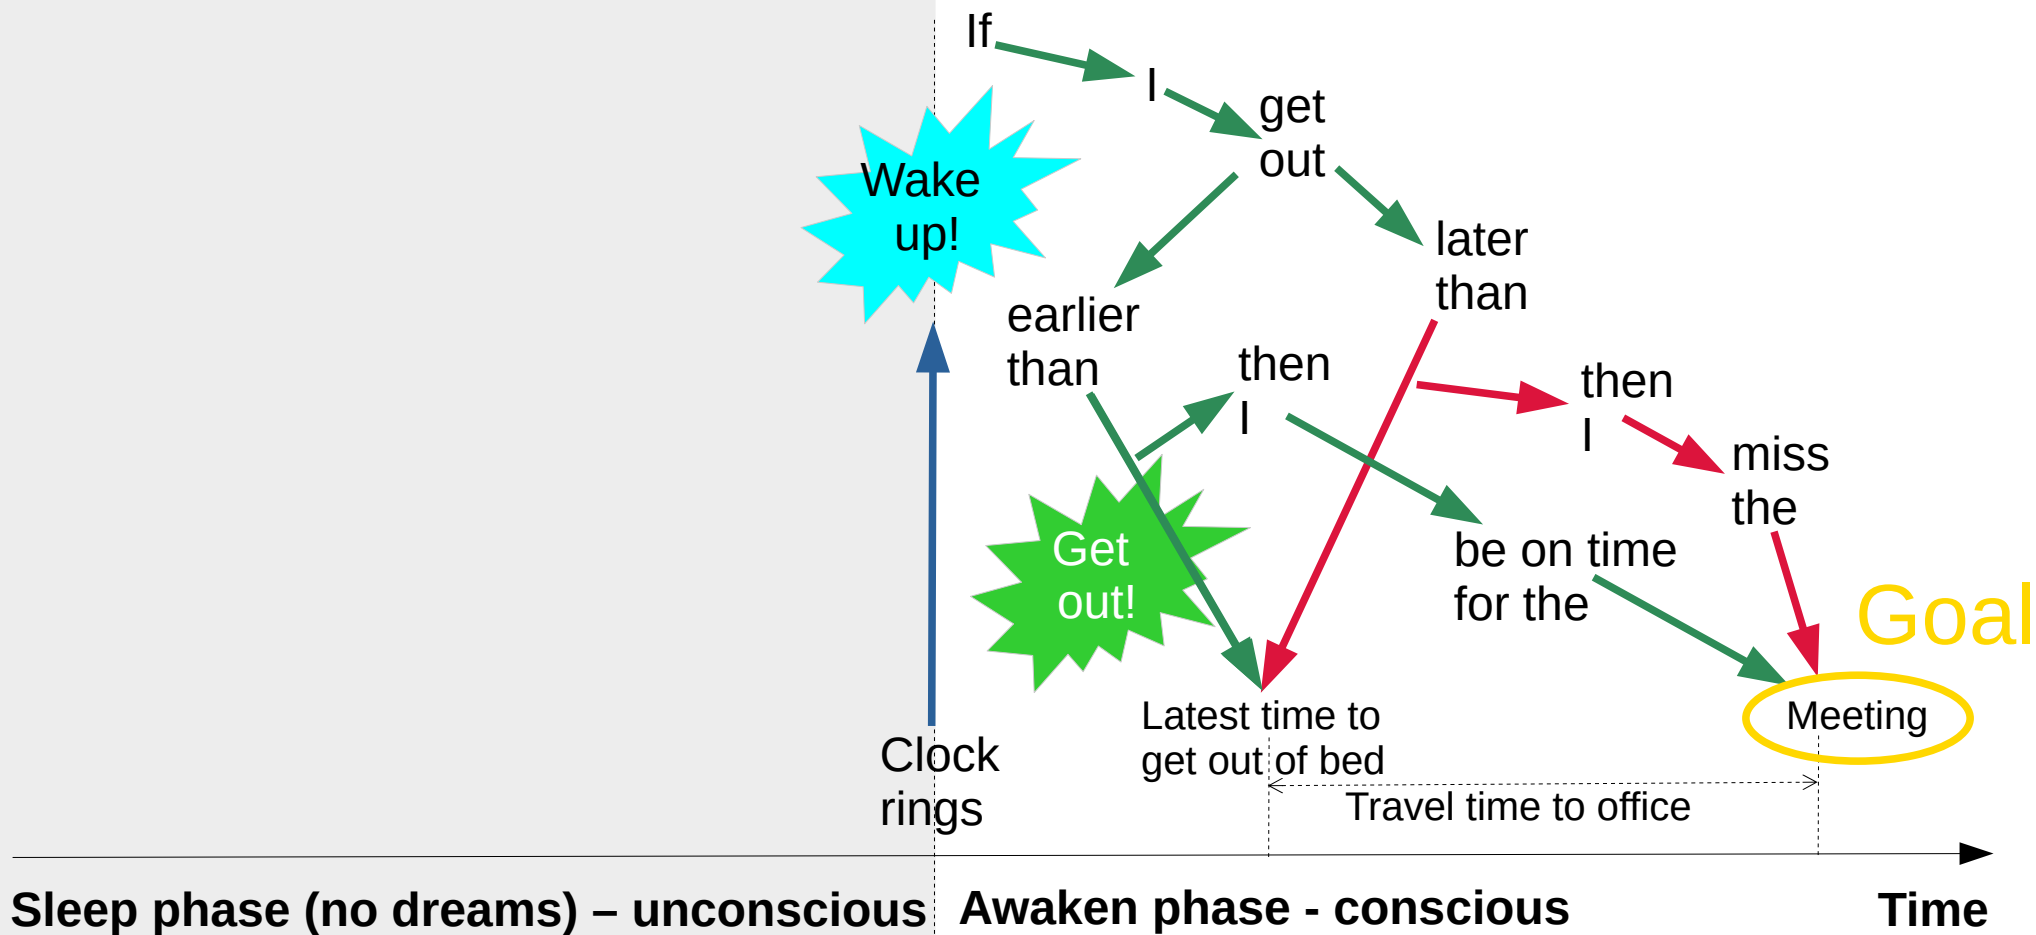 If
I
get
out
Wake
up!
later
than
earlier
than
then
I
then
I
miss
the
Get
out!
be on time
for the
Goal
Latest time to
get out of bed
Meeting
Clock
rings
Travel time to office
Sleep phase (no dreams) – unconscious
Awaken phase - conscious
Time